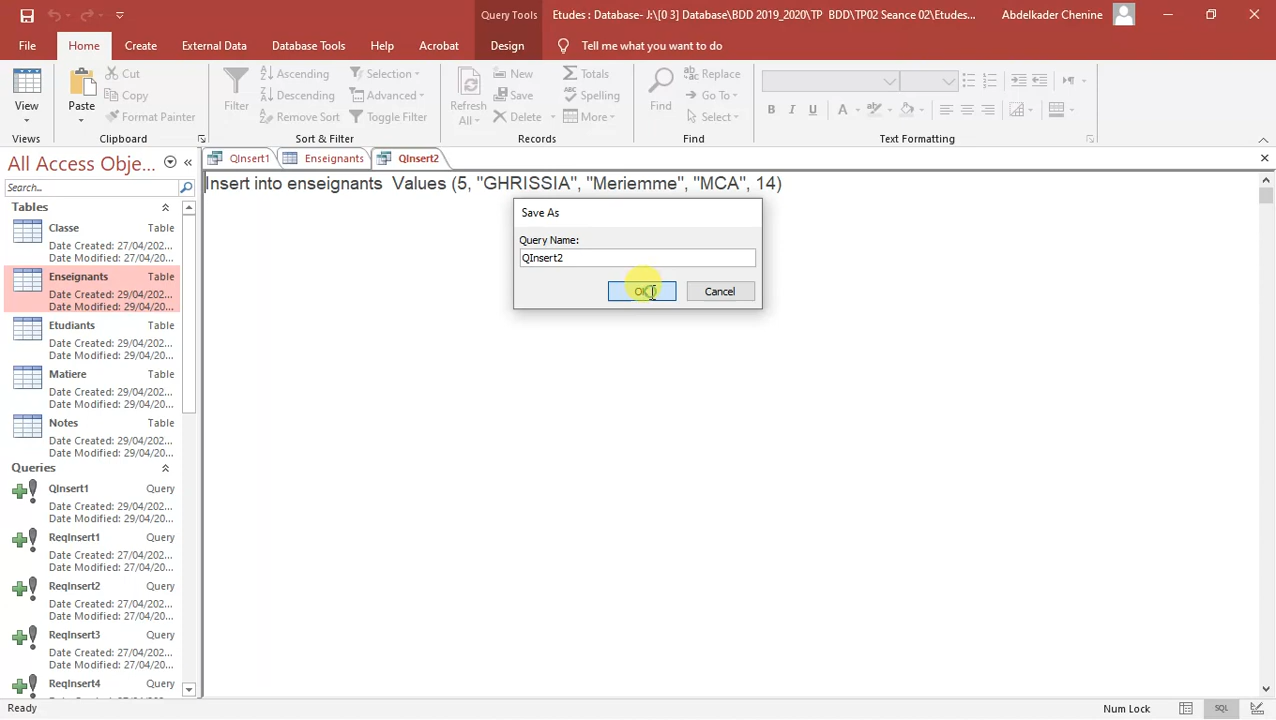 Query Tools
Etudes : Database- J:\[0 3] Database\BDD 2019_2020\TP BDD\TP02 Seance 02\Etudes...
Abdelkader Chenine
File
Home
Create
External Data
Database Tools
Help
Acrobat
Design
Tell me what you want to do
View
Views
Paste
Cut
Copy
Format Painter
Clipboard
Filter
Ascending
Descending
Remove Sort
Selection
Advanced
Toggle Filter
Sort & Filter
Refresh
All
New
Save
Delete
Totals
Spelling
More
Records
Find
Replace
Go To
Select
Find
B I U
A
Text Formatting
All Access Obje...
Search...
QInsert1
Enseignants
QInsert2
Insert into enseignants Values (5, "GHRISSIA", "Meriemme", "MCA", 14)
Save As
Query Name:
QInsert2
Cancel
Tables
Classe Table
Date Created: 27/04/202...
Date Modified: 27/04/20...
Enseignants Table
Date Created: 29/04/202...
Date Modified: 29/04/20...
Etudiants Table
Date Created: 29/04/202...
Date Modified: 29/04/20...
Matiere Table
Date Created: 29/04/202...
Date Modified: 29/04/20...
Notes Table
Date Created: 29/04/202...
Date Modified: 29/04/20...
Queries
QInsert1 Query
Date Created: 29/04/202...
Date Modified: 29/04/20...
ReqInsert1 Query
Date Created: 27/04/202...
Date Modified: 27/04/20...
ReqInsert2 Query
Date Created: 27/04/202...
Date Modified: 27/04/20...
ReqInsert3 Query
Date Created: 27/04/202...
Date Modified: 27/04/20...
ReqInsert4 Query
Ready
Num Lock
SQL